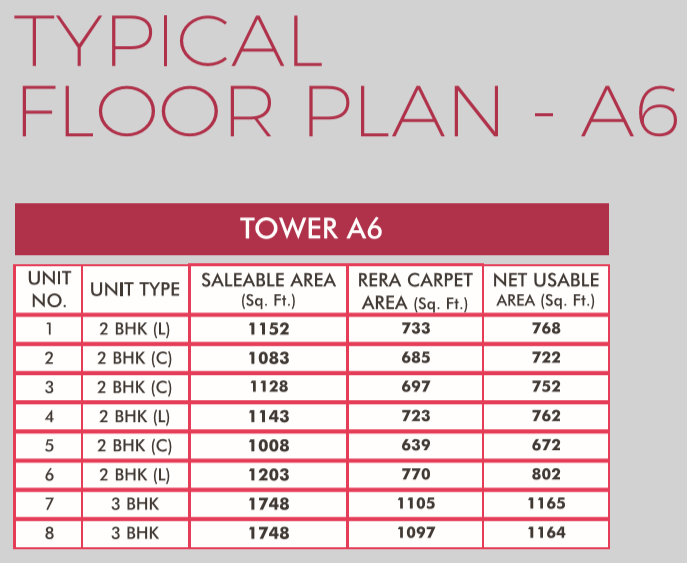 TYPICAL
FLOOR PLAN - A6
TOWER A6
UNIT NO. UNIT TYPE SALEABLE AREA (Sq. Ft.) RERA CARPET AREA (Sq. Ft.) NET USABLE AREA (Sq. Ft.)
1 2 BHK (L) 1152 733 768
2 2 BHK (C) 1083 685 722
3 2 BHK (C) 1128 697 752
4 2 BHK (L) 1143 723 762
5 2 BHK (C) 1008 639 672
6 2 BHK (L) 1203 770 802
7 3 BHK 1748 1105 1165
8 3 BHK 1748 1097 1164